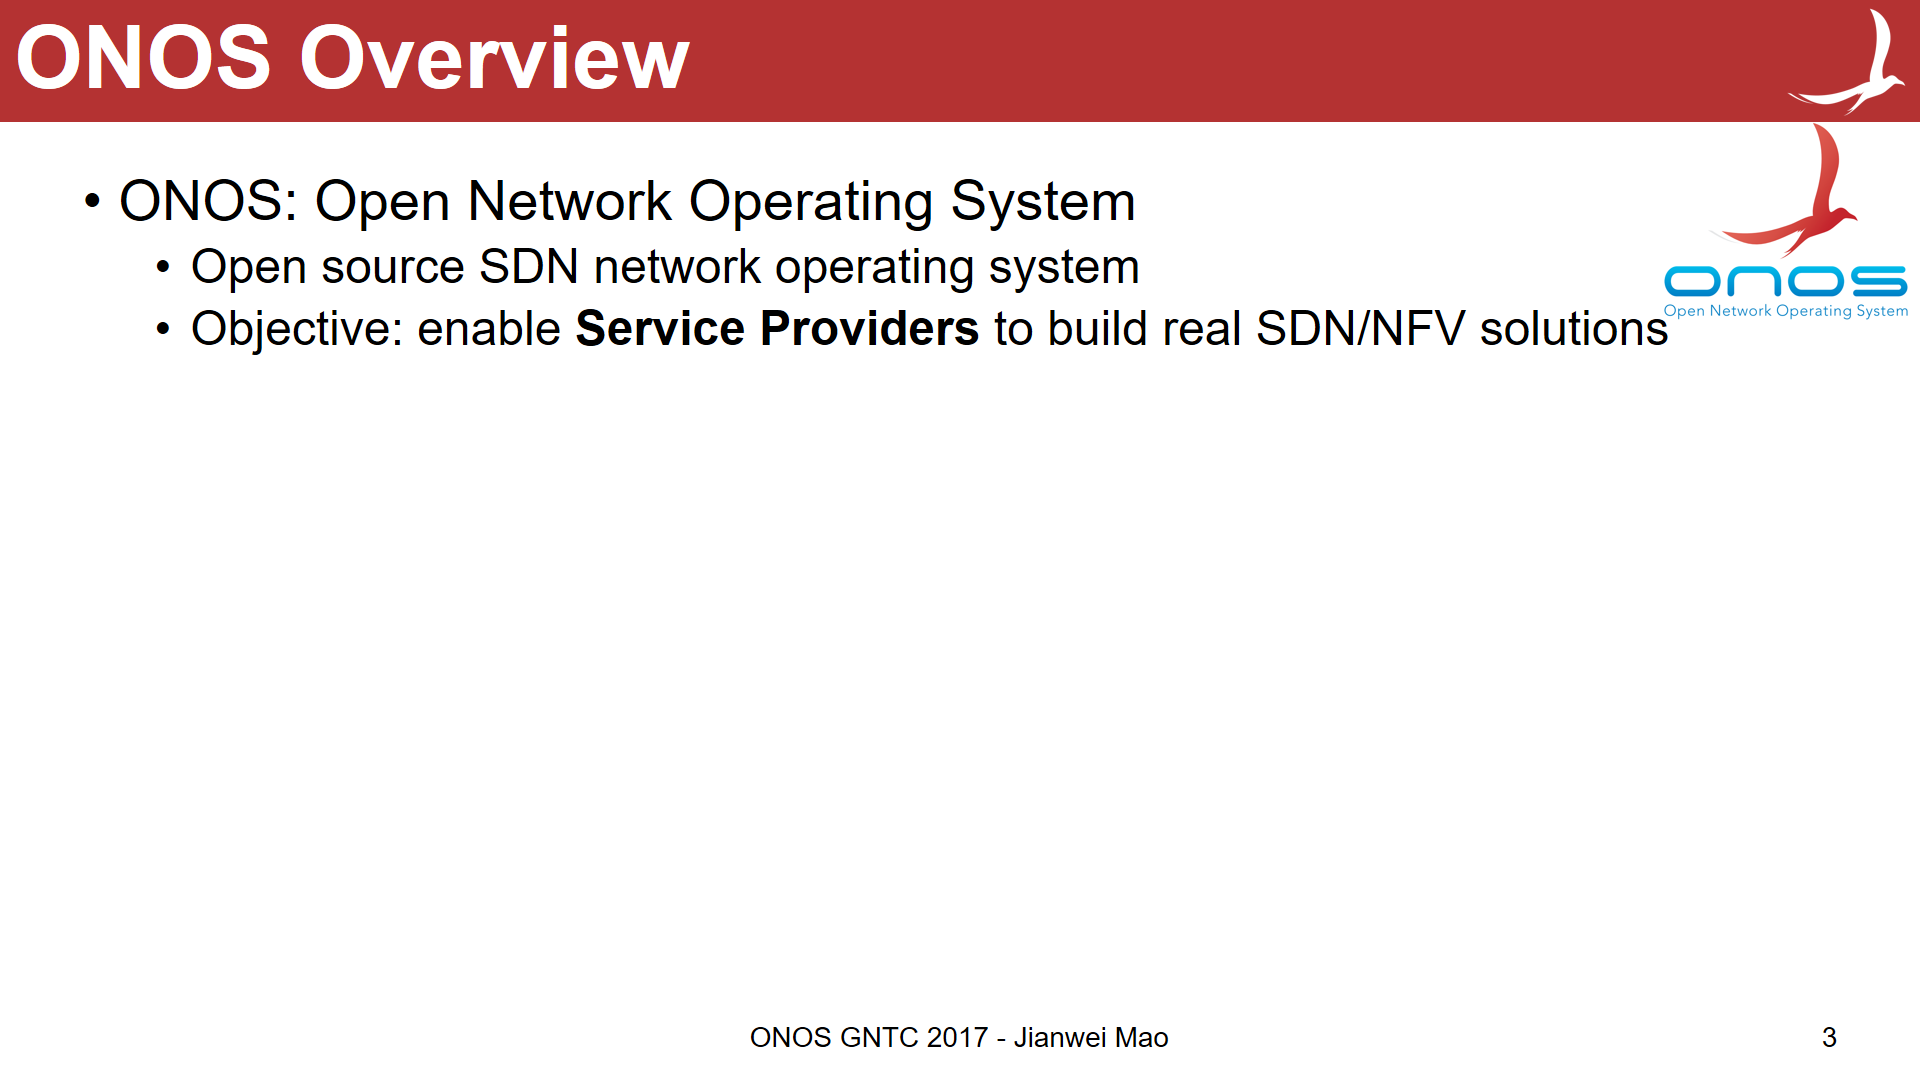 ONOS Overview
• ONOS: Open Network Operating System
• Open source SDN network operating system
• Objective: enable Service Providers to build real SDN/NFV solutions
onos
Open Network Operating System
ONOS GNTC 2017 - Jianwei Mao
3